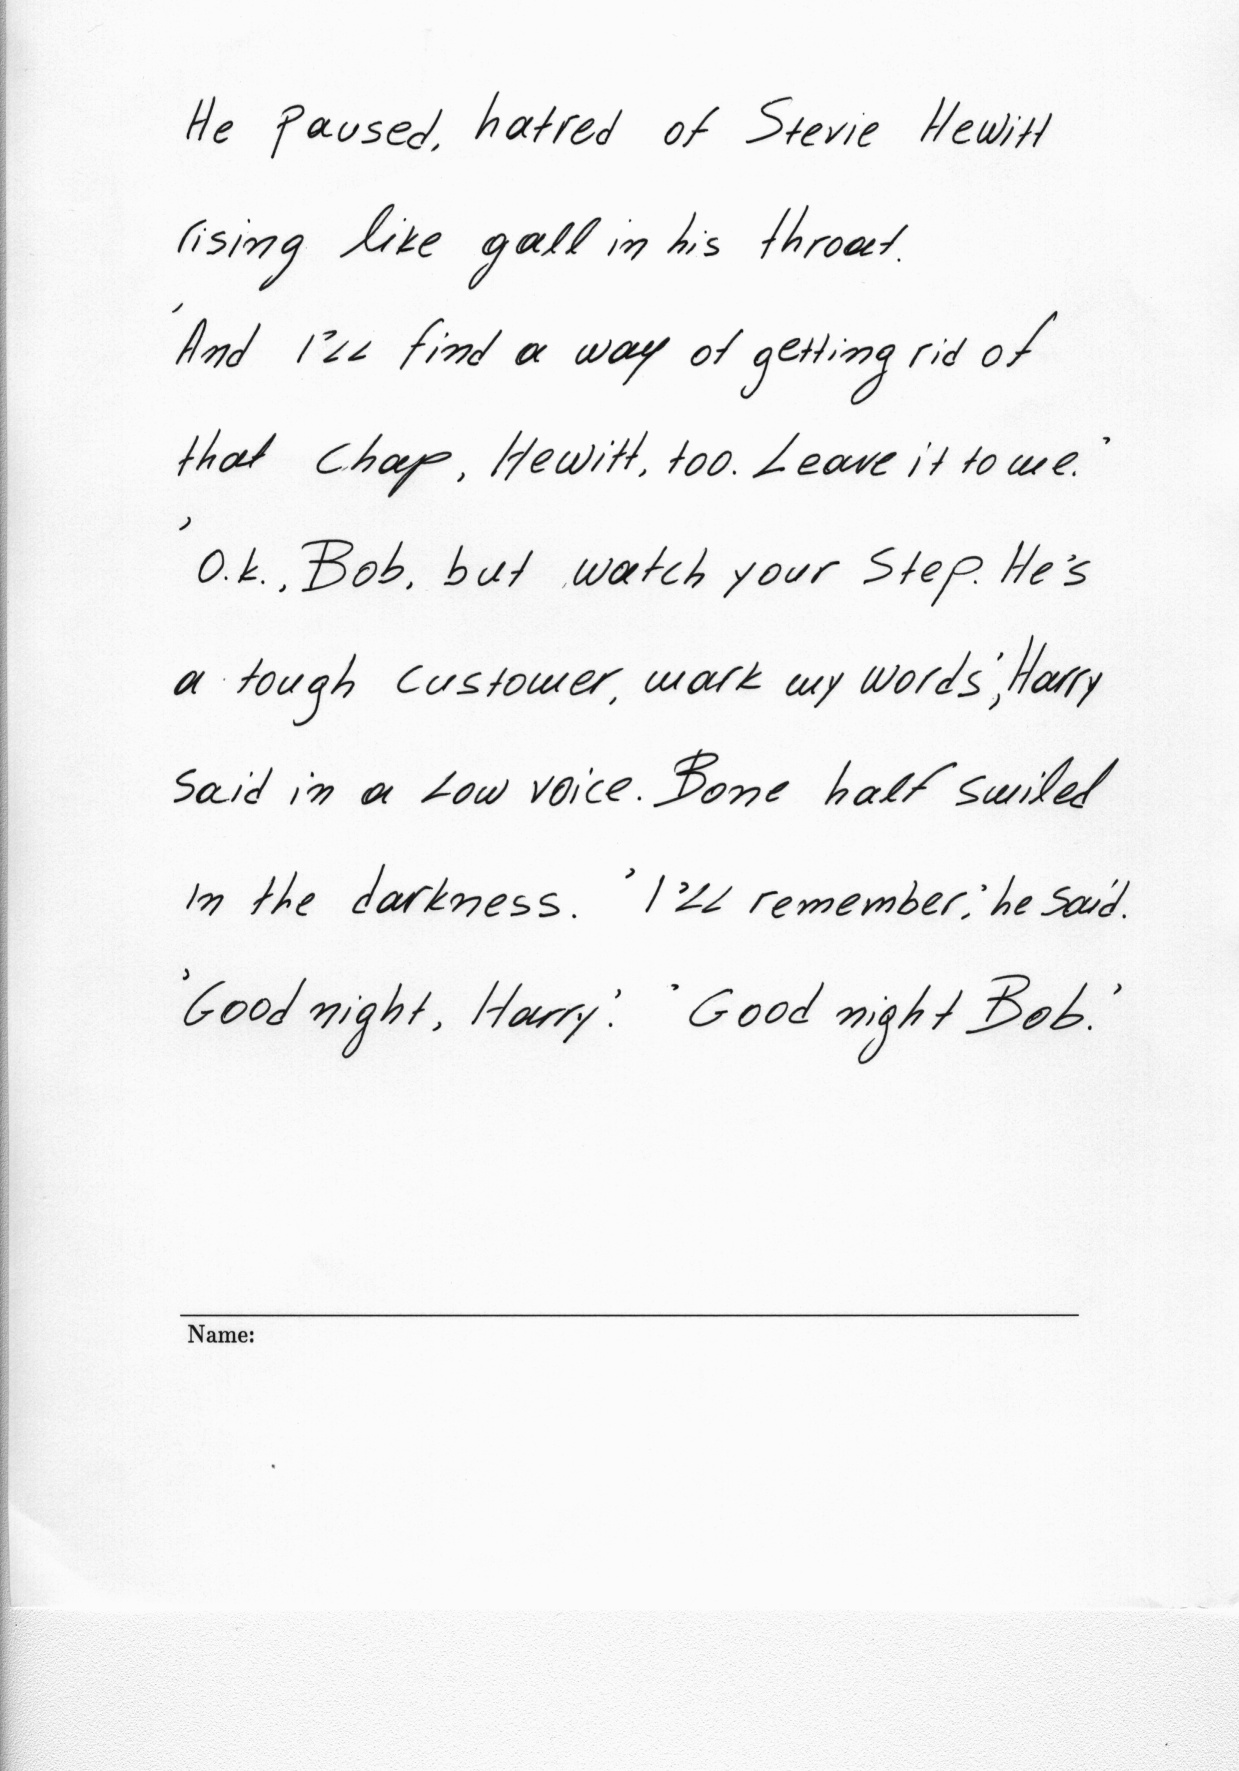 He paused, hatred of Stevie Hewitt
rising like gall in his throat.
'And I'll find a way of getting rid of
that chap, Hewitt, too. Leave it to me.'
'O.k., Bob, but watch your step. He's
a tough customer, mark my words', Harry
said in a low voice. Bone half smiled
in the darkness. 'I'll remember,' he said.
'Good night, Harry.' 'Good night Bob.'
Name: